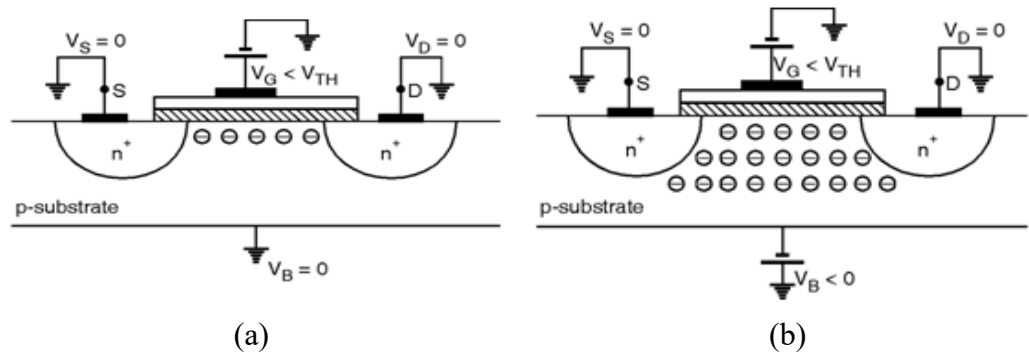 V_S = 0
V_G < V_TH
V_D = 0
S
D
n+
n+
p-substrate
V_B = 0
(a)
V_S = 0
V_G < V_TH
V_D = 0
S
D
n+
n+
p-substrate
V_B < 0
(b)